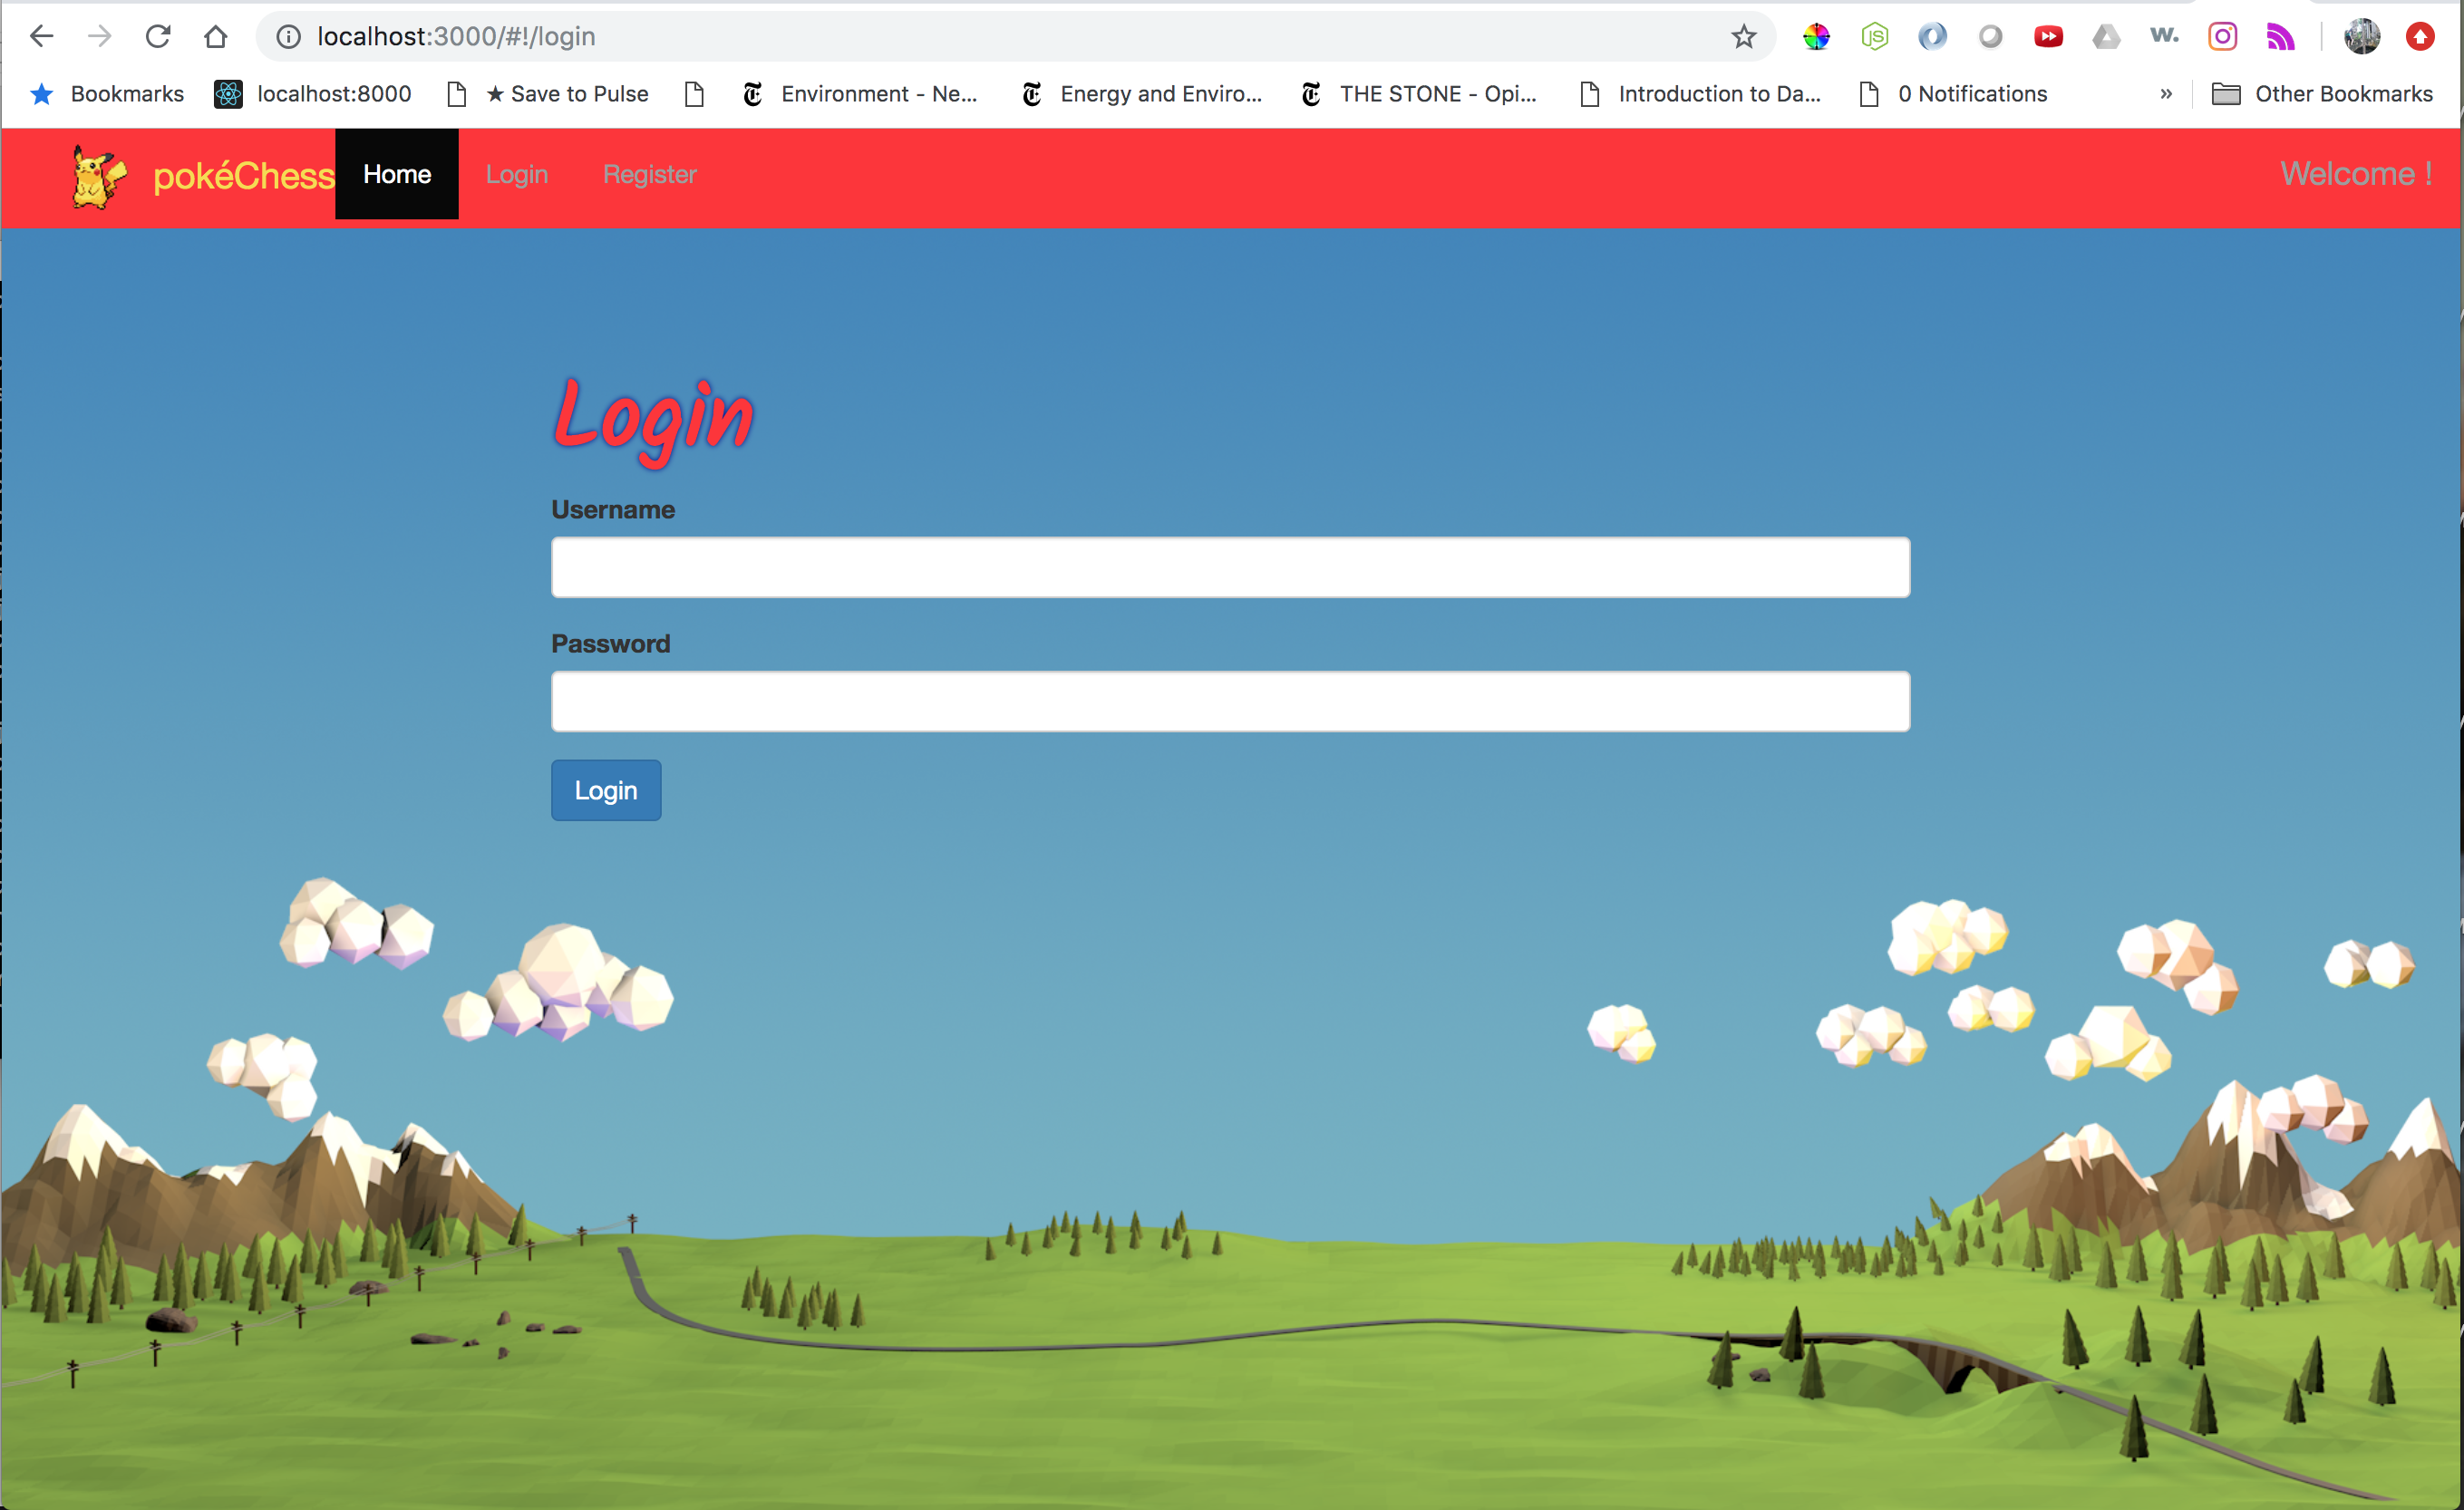 localhost:3000/#!/login
JS
w.
Bookmarks localhost:8000 ★ Save to Pulse Environment - Ne... Energy and Enviro... THE STONE - Opi... Introduction to Da... 0 Notifications » Other Bookmarks
pokéChess Home Login Register Welcome !
Login
Username
Password
Login